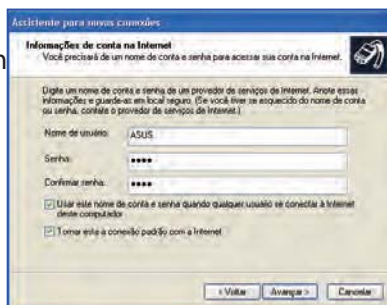 Assistente para novas conexões
Informações de conta na Internet
Você precisará de um nome de conta e senha para acessar sua conta na Internet.
Digite um nome de conta e senha de um provedor de serviços de Internet. Anote essas
informações e guarde-as em local seguro. (Se você tiver se esquecido do nome de conta
ou senha, contate o provedor de serviços de Internet.)
Nome de usuário: ASUS
Senha: ••••
Confirmar senha: ••••
Usar este nome de conta e senha quando qualquer usuário se conectar à Internet
deste computador
Tornar esta a conexão padrão com a Internet
< Voltar Avançar > Cancelar